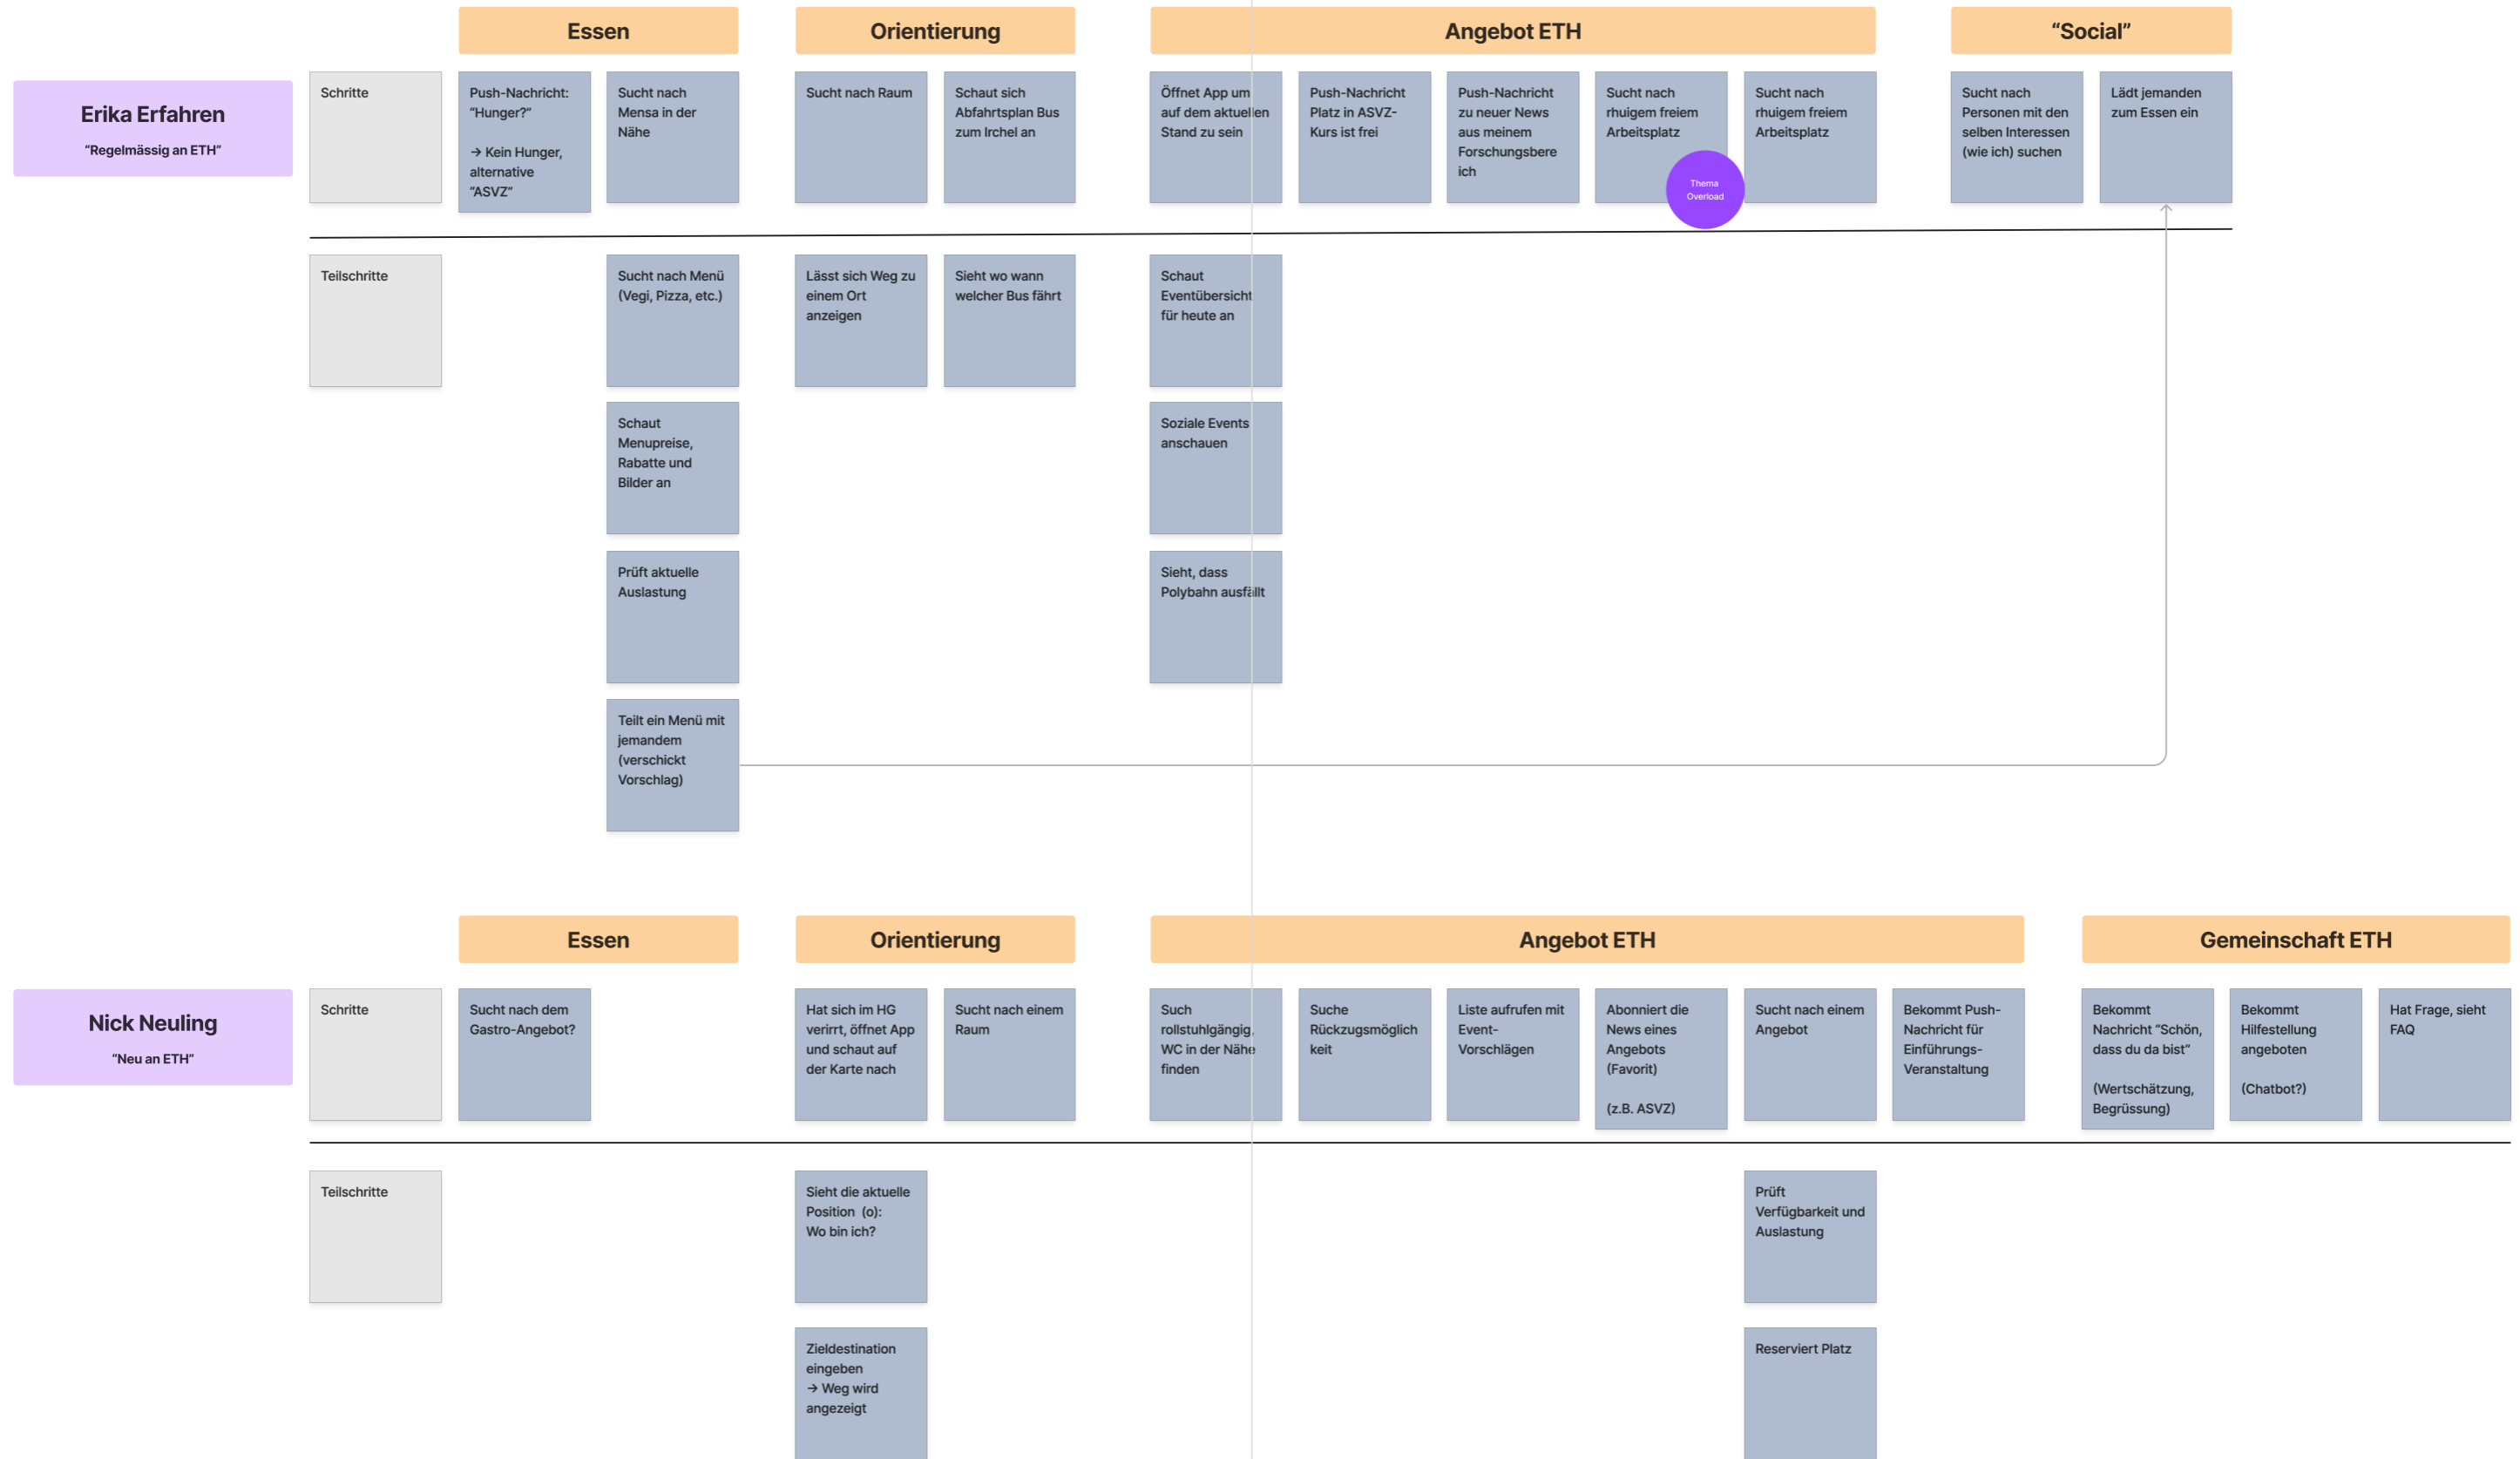 Essen
Orientierung
Angebot ETH
“Social”
Erika Erfahren
“Regelmässig an ETH”
Schritte
Push-Nachricht:
“Hunger?”
→ Kein Hunger,
alternative
“ASVZ”
Sucht nach
Mensa in der
Nähe
Sucht nach Raum
Schaut sich
Abfahrtsplan Bus
zum Irchel an
Öffnet App um
auf dem aktuellen
Stand zu sein
Push-Nachricht
Platz in ASVZ-
Kurs ist frei
Push-Nachricht
zu neuer News
aus meinem
Forschungsbere
ich
Sucht nach
rhuigem freiem
Arbeitsplatz
Thema
Overload
Sucht nach
rhuigem freiem
Arbeitsplatz
Sucht nach
Personen mit den
selben Interessen
(wie ich) suchen
Lädt jemanden
zum Essen ein
Teilschritte
Sucht nach Menü
(Vegi, Pizza, etc.)
Lässt sich Weg zu
einem Ort
anzeigen
Sieht wo wann
welcher Bus fährt
Schaut
Eventübersicht
für heute an
Schaut
Menupreise,
Rabatte und
Bilder an
Soziale Events
anschauen
Prüft aktuelle
Auslastung
Sieht, dass
Polybahn ausfällt
Teilt ein Menü mit
jemandem
(verschickt
Vorschlag)
Essen
Orientierung
Angebot ETH
Gemeinschaft ETH
Nick Neuling
“Neu an ETH”
Schritte
Sucht nach dem
Gastro-Angebot?
Hat sich im HG
verirrt, öffnet App
und schaut auf
der Karte nach
Sucht nach einem
Raum
Such
rollstuhlgängig,
WC in der Nähe
finden
Suche
Rückzugsmöglich
keit
Liste aufrufen mit
Event-
Vorschlägen
Abonniert die
News eines
Angebots
(Favorit)
(z.B. ASVZ)
Sucht nach einem
Angebot
Bekommt Push-
Nachricht für
Einführungs-
Veranstaltung
Bekommt
Nachricht “Schön,
dass du da bist”
(Wertschätzung,
Begrüssung)
Bekommt
Hilfestellung
angeboten
(Chatbot?)
Hat Frage, sieht
FAQ
Teilschritte
Sieht die aktuelle
Position (o):
Wo bin ich?
Prüft
Verfügbarkeit und
Auslastung
Zieldestination
eingeben
→ Weg wird
angezeigt
Reserviert Platz